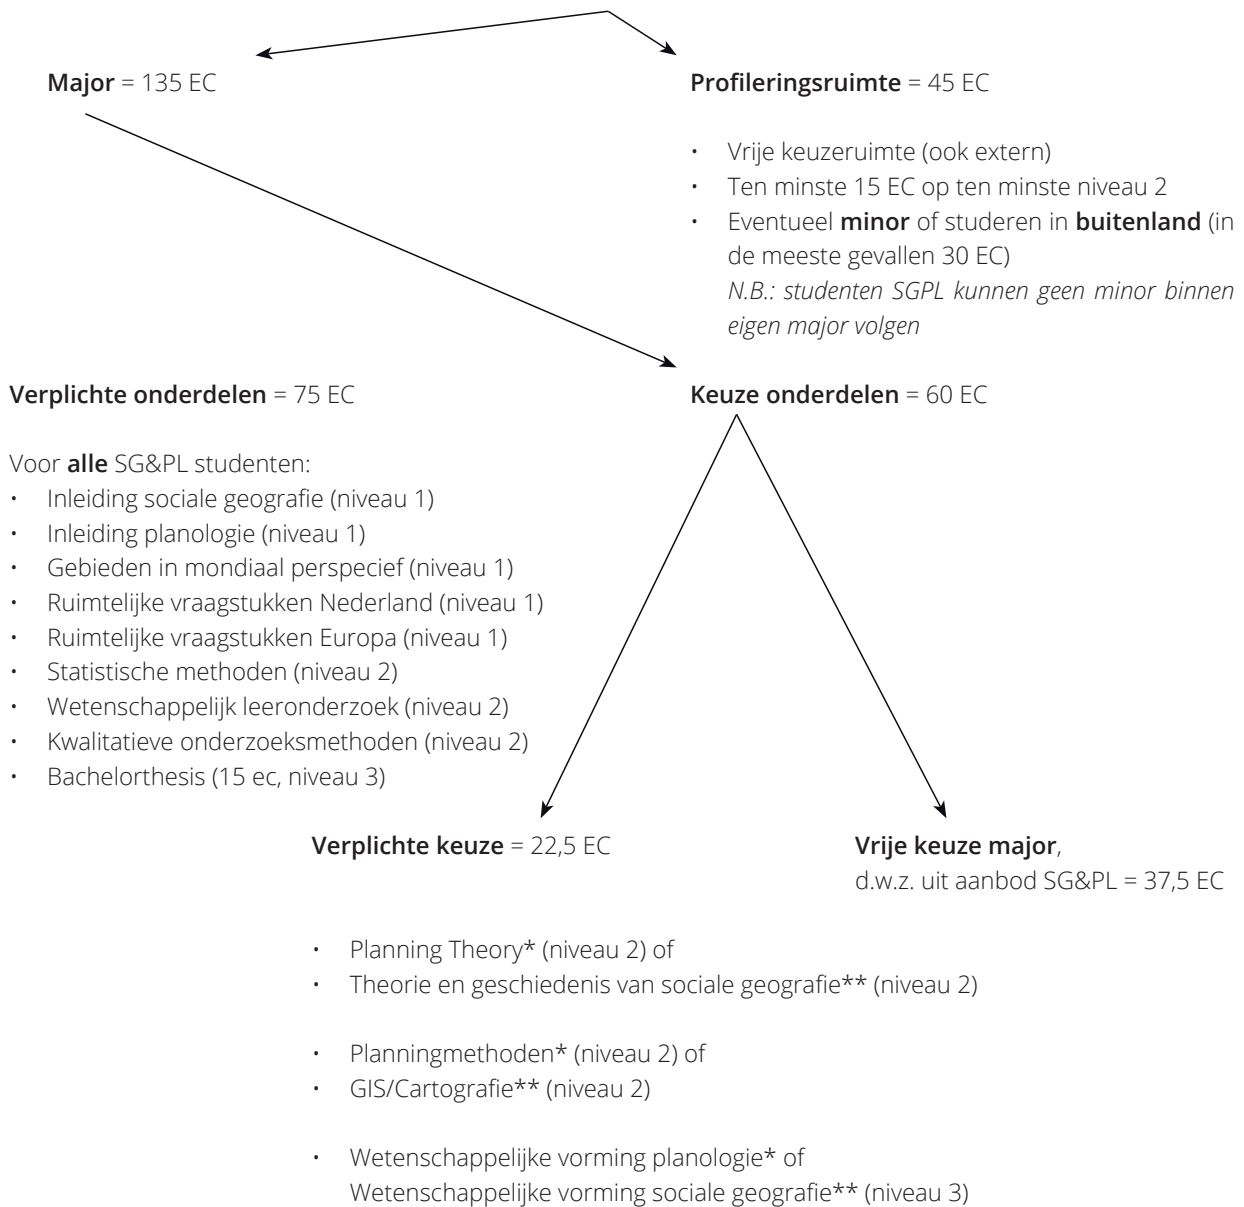 Major = 135 EC
Profileringsruimte = 45 EC
• Vrije keuzeruimte (ook extern)
• Ten minste 15 EC op ten minste niveau 2
• Eventueel minor of studeren in buitenland (in
de meeste gevallen 30 EC)
N.B.: studenten SGPL kunnen geen minor binnen
eigen major volgen
Verplichte onderdelen = 75 EC
Voor alle SG&PL studenten:
• Inleiding sociale geografie (niveau 1)
• Inleiding planologie (niveau 1)
• Gebieden in mondiaal perspecief (niveau 1)
• Ruimtelijke vraagstukken Nederland (niveau 1)
• Ruimtelijke vraagstukken Europa (niveau 1)
• Statistische methoden (niveau 2)
• Wetenschappelijk leeronderzoek (niveau 2)
• Kwalitatieve onderzoeksmethoden (niveau 2)
• Bachelorthesis (15 ec, niveau 3)
Keuze onderdelen = 60 EC
Verplichte keuze = 22,5 EC
• Planning Theory* (niveau 2) of
• Theorie en geschiedenis van sociale geografie** (niveau 2)
• Planningmethoden* (niveau 2) of
• GIS/Cartografie** (niveau 2)
• Wetenschappelijke vorming planologie* of
Wetenschappelijke vorming sociale geografie** (niveau 3)
Vrije keuze major,
d.w.z. uit aanbod SG&PL = 37,5 EC